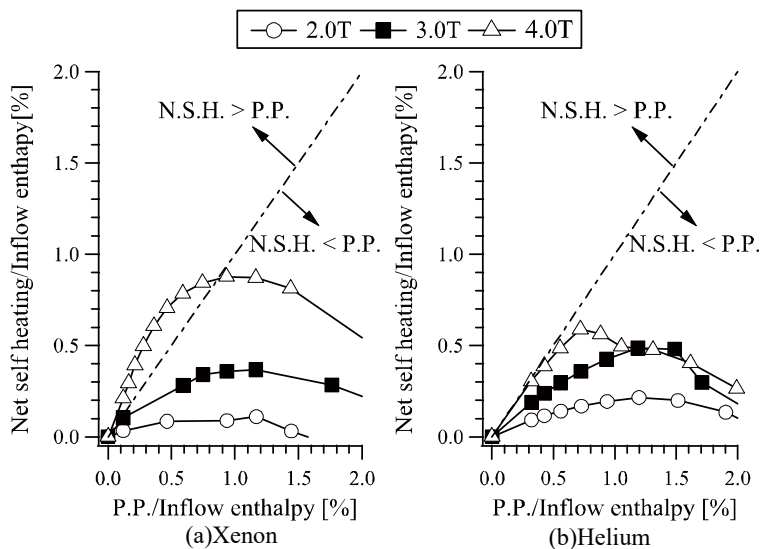 2.0T 3.0T 4.0T
Net self heating/Inflow enthapy[%]
2.0
1.5
1.0
0.5
0.0
N.S.H. > P.P.
N.S.H. < P.P.
0.0 0.5 1.0 1.5 2.0
P.P./Inflow enthalpy [%]
(a)Xenon
Net self heating/Inflow enthapy[%]
2.0
1.5
1.0
0.5
0.0
N.S.H. > P.P.
N.S.H. < P.P.
0.0 0.5 1.0 1.5 2.0
P.P./Inflow enthalpy [%]
(b)Helium